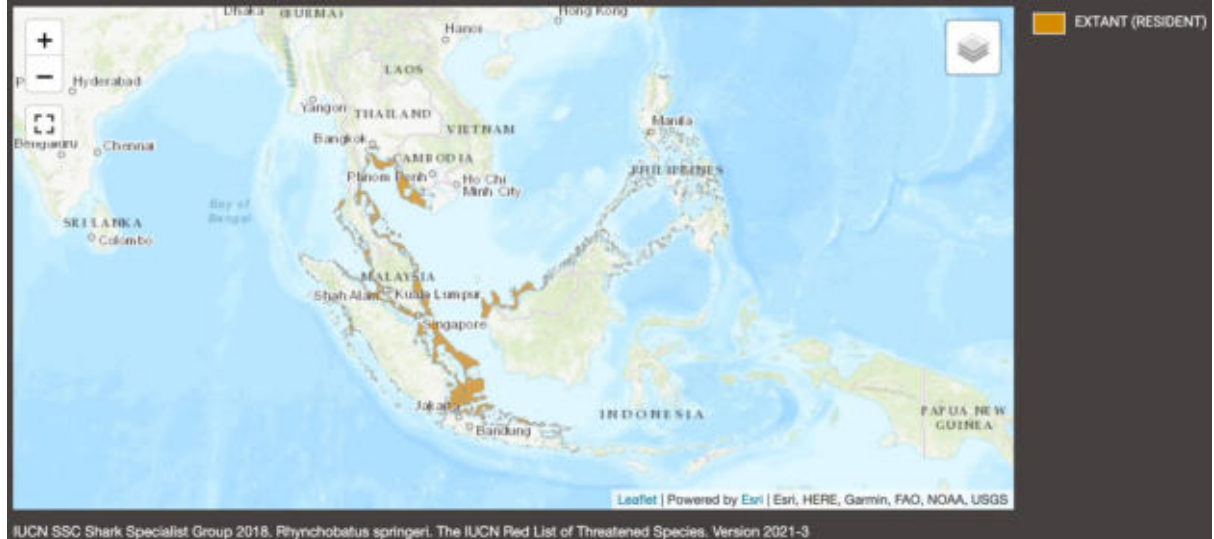 Dhaka (BURMA) Hong Kong
EXTANT (RESIDENT)
+
Hanoi
LAOS
−
Hyderabad
Yangon THAILAND
Manila
VIETNAM
Bangkok
Bengaluru Chennai
CAMBODIA
PHILIPPINES
Phnom Penh Ho Chi
Minh City
Bay of
Bengal
SRI LANKA
Colombo
MALAYSIA
Shah Alam Kuala Lumpur
Singapore
Jakarta
INDONESIA
PAPUA NEW
GUINEA
Bandung
Leaflet | Powered by Esri | Esri, HERE, Garmin, FAO, NOAA, USGS
IUCN SSC Shark Specialist Group 2018. Rhynchobatus springeri. The IUCN Red List of Threatened Species. Version 2021-3